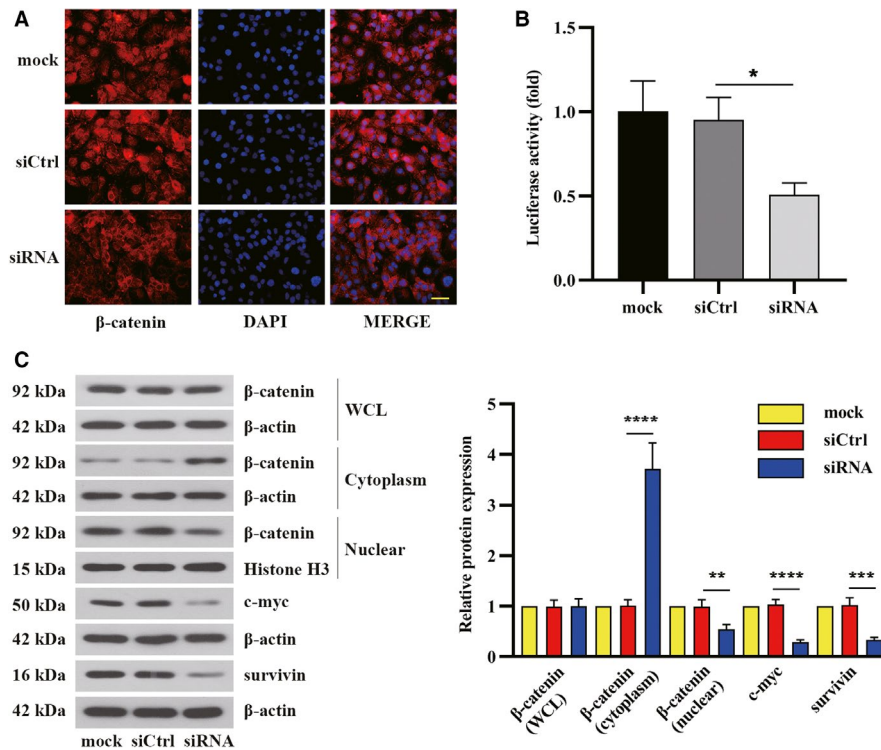 A
mock
siCtrl
siRNA
β-catenin DAPI MERGE
B
Luciferase activity (fold)
1.5
1.0
0.5
0.0
*
mock siCtrl siRNA
C
92 kDa β-catenin
42 kDa β-actin
WCL
92 kDa β-catenin
42 kDa β-actin
Cytoplasm
92 kDa β-catenin
15 kDa Histone H3
Nuclear
50 kDa c-myc
42 kDa β-actin
16 kDa survivin
42 kDa β-actin
mock siCtrl siRNA
Relative protein expression
5
4
3
2
1
0
mock
siCtrl
siRNA
****
**
****
***
β-catenin
(WCL)
β-catenin
(cytoplasm)
β-catenin
(nuclear)
c-myc
survivin